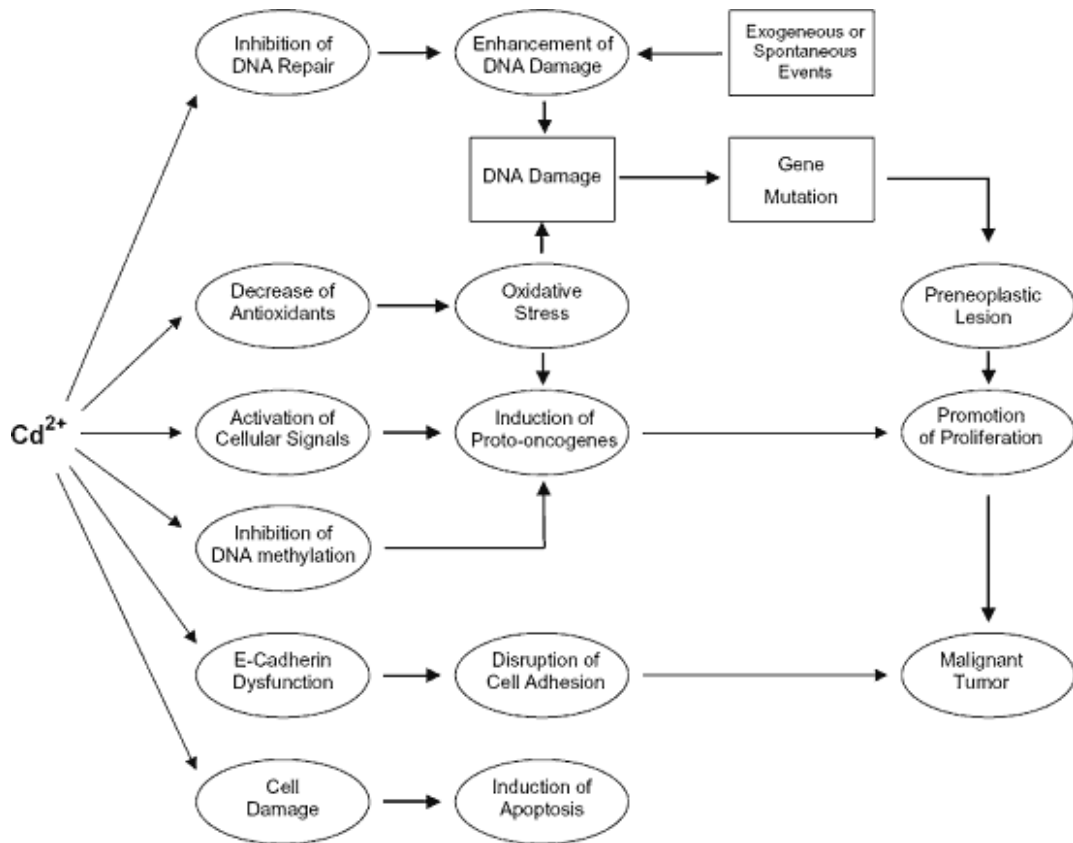 Inhibition of
DNA Repair
Enhancement of
DNA Damage
Exogeneous or
Spontaneous
Events
DNA Damage
Gene
Mutation
Decrease of
Antioxidants
Oxidative
Stress
Preneoplastic
Lesion
Cd²⁺
Activation of
Cellular Signals
Induction of
Proto-oncogenes
Promotion
of Proliferation
Inhibition of
DNA methylation
E-Cadherin
Dysfunction
Disruption of
Cell Adhesion
Malignant
Tumor
Cell
Damage
Induction of
Apoptosis